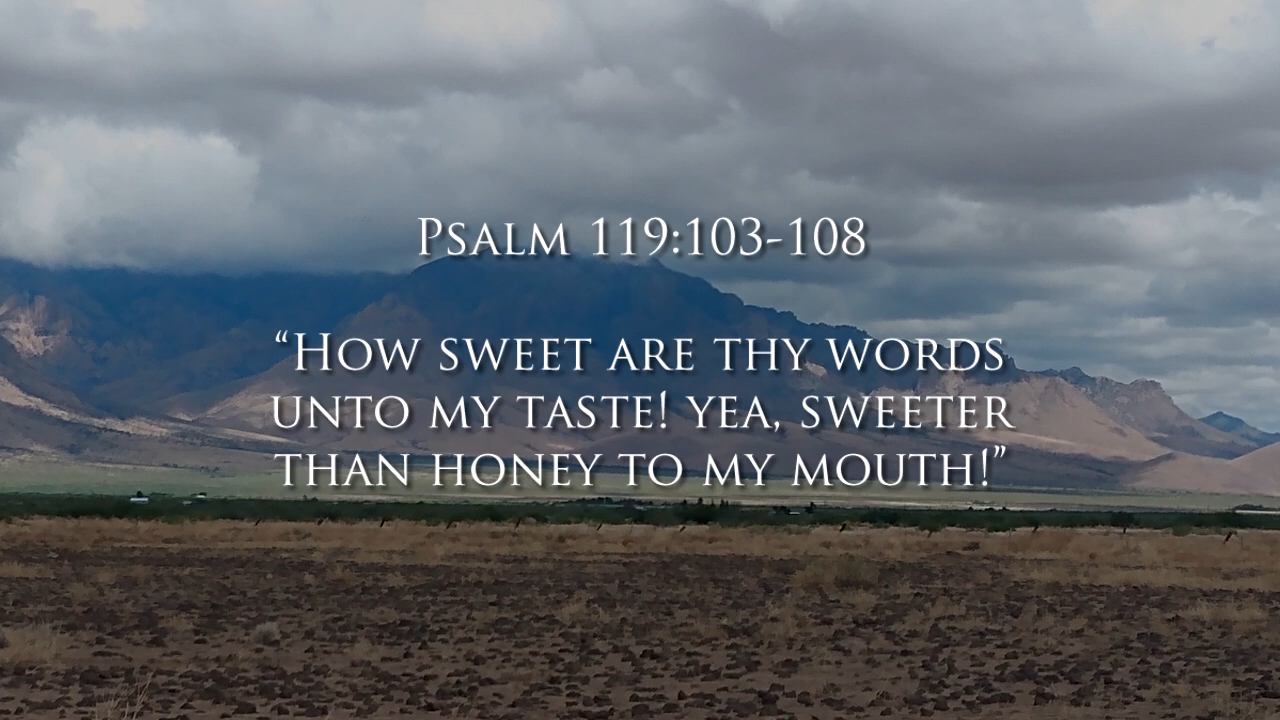 Psalm 119:103-108
“How sweet are thy words
unto my taste! yea, sweeter
than honey to my mouth!”